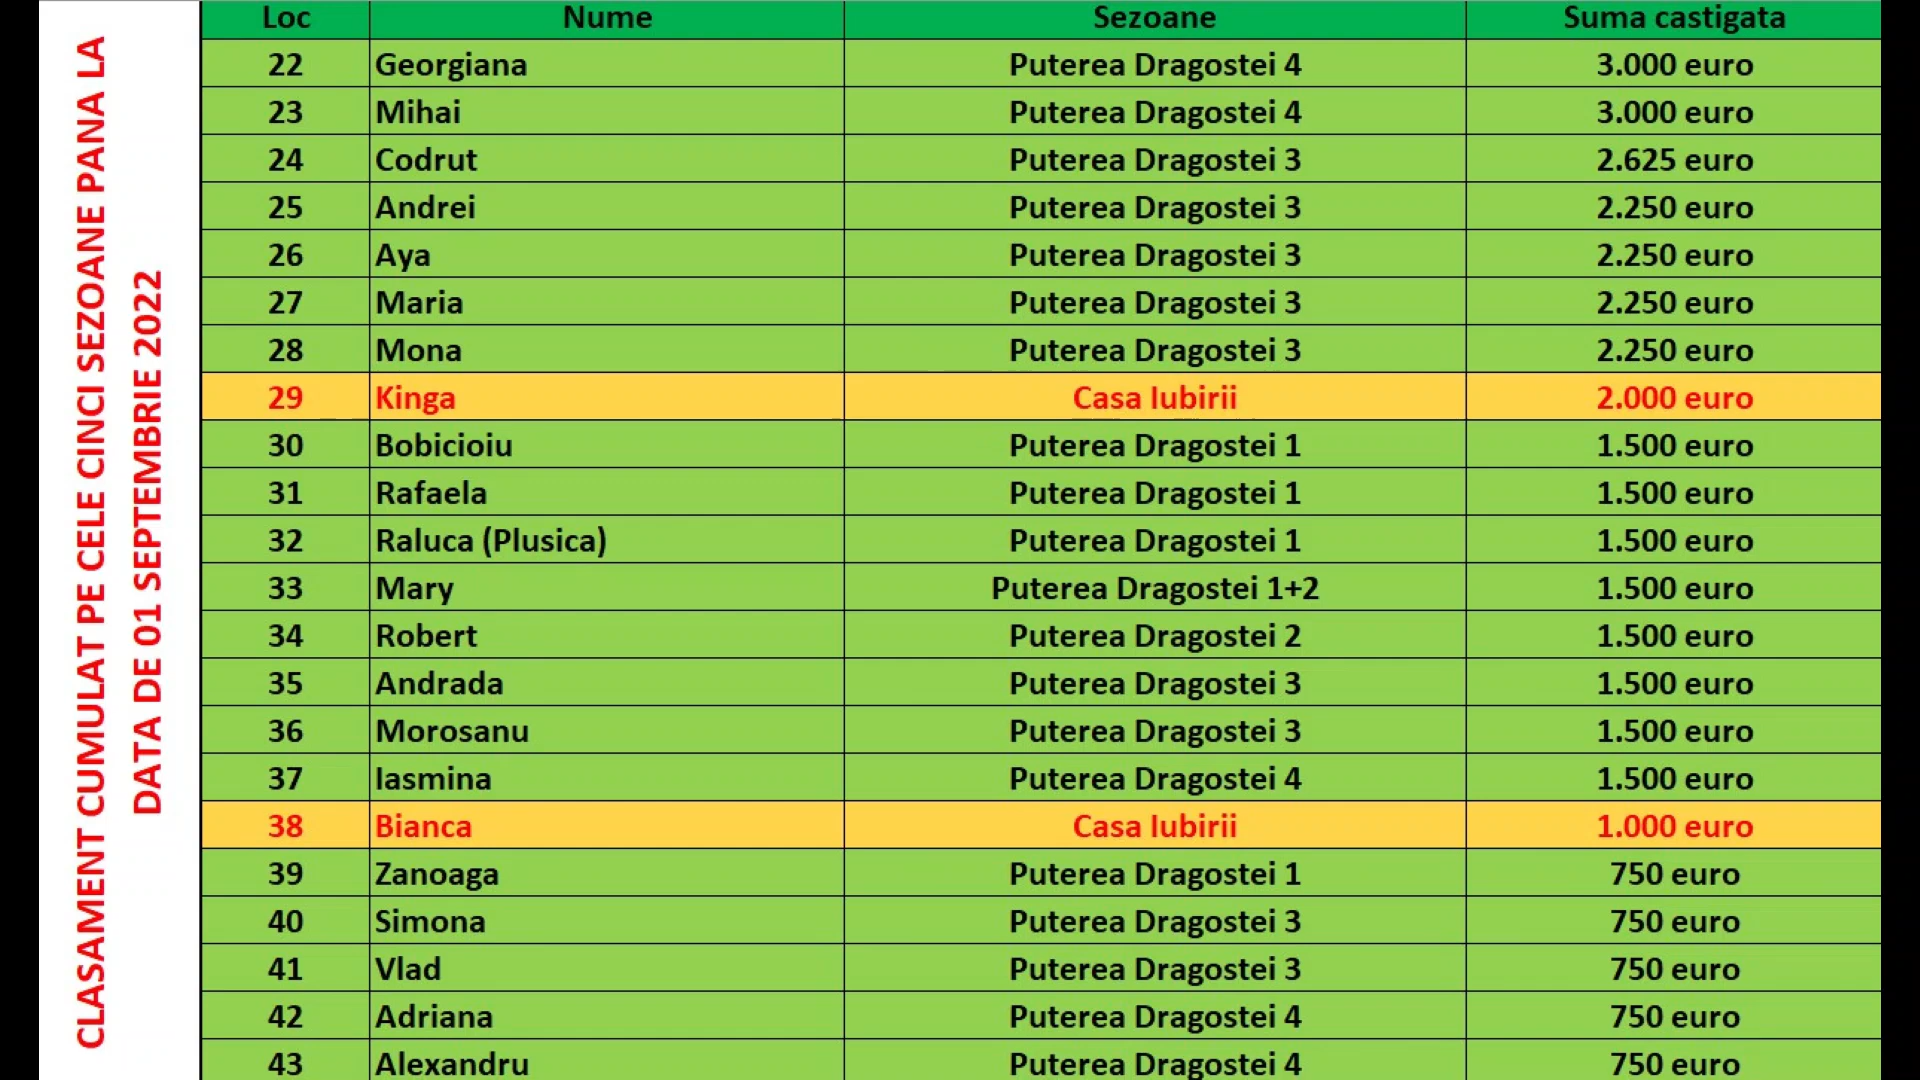 CLASAMENT CUMULAT PE CELE CINCI SEZOANE PANA LA
DATA DE 01 SEPTEMBRIE 2022
Loc Nume Sezoane Suma castigata
22 Georgiana Puterea Dragostei 4 3.000 euro
23 Mihai Puterea Dragostei 4 3.000 euro
24 Codrut Puterea Dragostei 3 2.625 euro
25 Andrei Puterea Dragostei 3 2.250 euro
26 Aya Puterea Dragostei 3 2.250 euro
27 Maria Puterea Dragostei 3 2.250 euro
28 Mona Puterea Dragostei 3 2.250 euro
29 Kinga Casa Iubirii 2.000 euro
30 Bobicioiu Puterea Dragostei 1 1.500 euro
31 Rafaela Puterea Dragostei 1 1.500 euro
32 Raluca (Plusica) Puterea Dragostei 1 1.500 euro
33 Mary Puterea Dragostei 1+2 1.500 euro
34 Robert Puterea Dragostei 2 1.500 euro
35 Andrada Puterea Dragostei 3 1.500 euro
36 Morosanu Puterea Dragostei 3 1.500 euro
37 Iasmina Puterea Dragostei 4 1.500 euro
38 Bianca Casa Iubirii 1.000 euro
39 Zanoaga Puterea Dragostei 1 750 euro
40 Simona Puterea Dragostei 3 750 euro
41 Vlad Puterea Dragostei 3 750 euro
42 Adriana Puterea Dragostei 4 750 euro
43 Alexandru Puterea Dragostei 4 750 euro